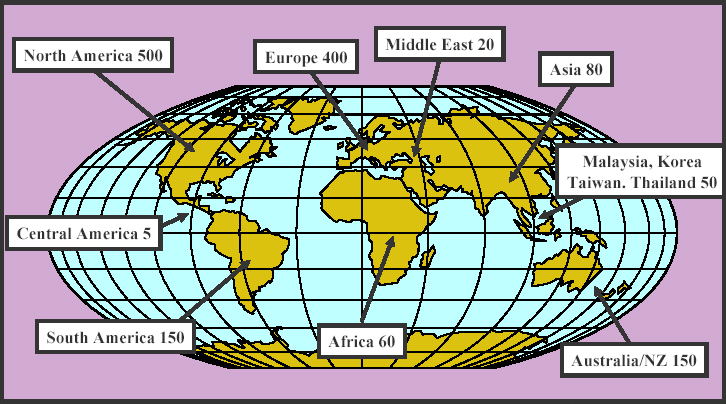 North America 500
Europe 400
Middle East 20
Asia 80
Malaysia, Korea
Taiwan. Thailand 50
Central America 5
South America 150
Africa 60
Australia/NZ 150